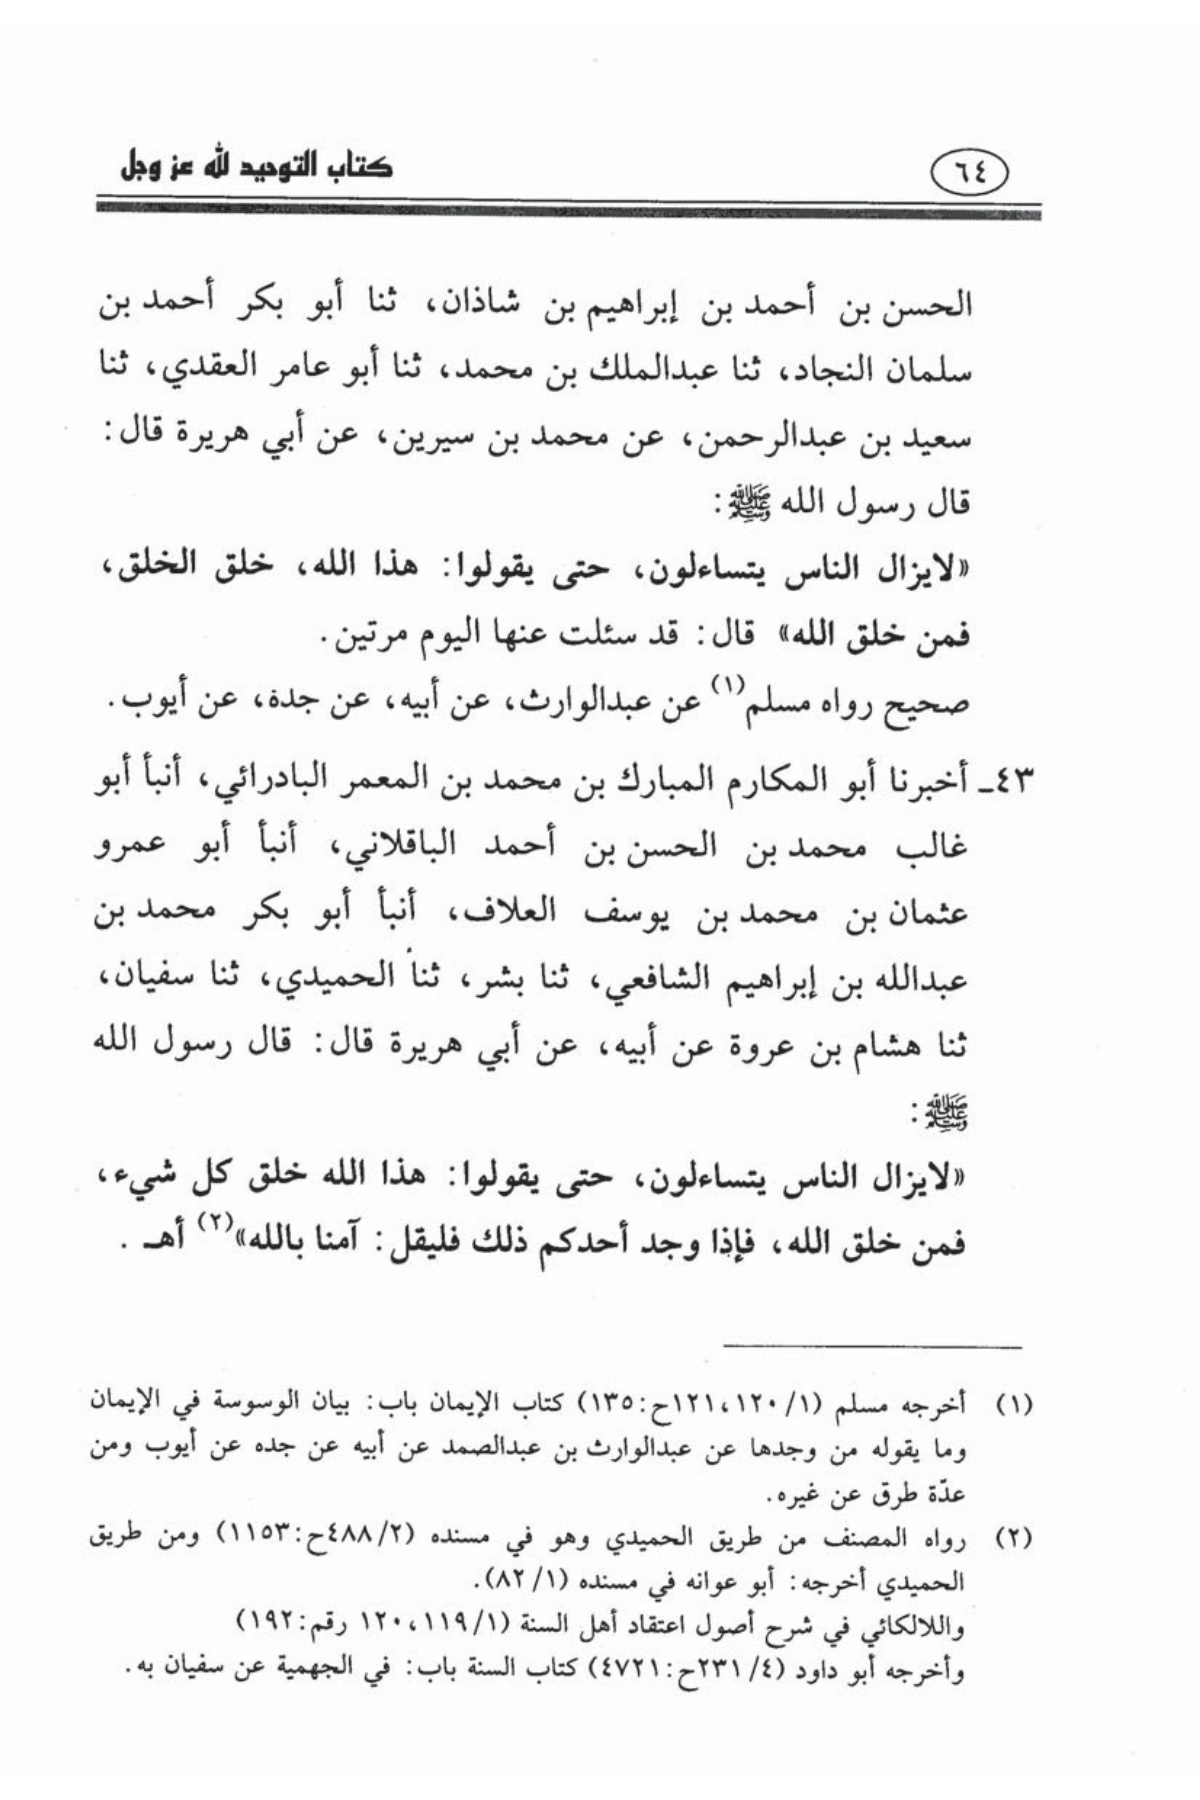 ٦٤
كتاب التوحيد لله عز وجل
الحسن بن أحمد بن إبراهيم بن شاذان، ثنا أبو بكر أحمد بن
سلمان النجاد، ثنا عبدالملك بن محمد، ثنا أبو عامر العقدي، ثنا
سعيد بن عبدالرحمن، عن محمد بن سيرين، عن أبي هريرة قال:
قال رسول الله ﷺ:
«لايزال الناس يتساءلون، حتى يقولوا: هذا الله، خلق الخلق،
فمن خلق الله» قال: قد سئلت عنها اليوم مرتين.
صحيح رواه مسلم(١) عن عبدالوارث، عن أبيه، عن جدة، عن أيوب.
٤٣ـ أخبرنا أبو المكارم المبارك بن محمد بن المعمر البادرائي، أنبأ أبو
غالب محمد بن الحسن بن أحمد الباقلاني، أنبأ أبو عمرو
عثمان بن محمد بن يوسف العلاف، أنبأ أبو بكر محمد بن
عبدالله بن إبراهيم الشافعي، ثنا بشر، ثنا الحميدي، ثنا سفيان،
ثنا هشام بن عروة عن أبيه، عن أبي هريرة قال: قال رسول الله
ﷺ:
«لايزال الناس يتساءلون، حتى يقولوا: هذا الله خلق كل شيء،
فمن خلق الله، فإذا وجد أحدكم ذلك فليقل: آمنا بالله»(٢) أهـ .
(١) أخرجه مسلم (١/ ١٢٠،١٢١ح:١٣٥) كتاب الإيمان باب: بيان الوسوسة في الإيمان
وما يقوله من وجدها عن عبدالوارث بن عبدالصمد عن أبيه عن جده عن أيوب ومن
عدّة طرق عن غيره.
(٢) رواه المصنف من طريق الحميدي وهو في مسنده (٢/ ٤٨٨ح:١١٥٣) ومن طريق
الحميدي أخرجه: أبو عوانه في مسنده (١/ ٨٢).
واللالكائي في شرح أصول اعتقاد أهل السنة (١/ ١١٩،١٢٠ رقم:١٩٢)
وأخرجه أبو داود (٤/ ٢٣١ح:٤٧٢١) كتاب السنة باب: في الجهمية عن سفيان به.